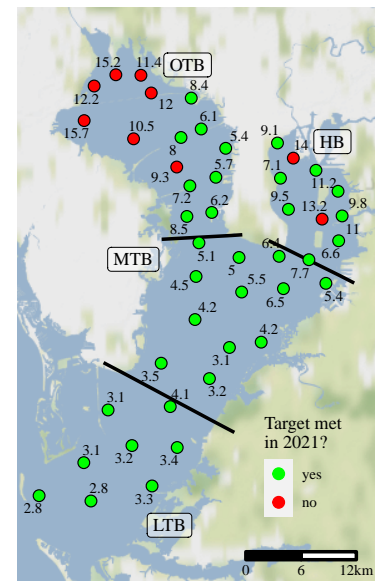 15.2 11.4
OTB
12.2 12 8.4
15.7 10.5 8 6.1 9.1 HB
14
5.4
9.3 5.7 7.1 11.2
7.2 6.2 9.5 13.2 9.8
8.5 11
MTB 5.1 6.4 6.6
5 7.7
4.5 5.5 6.5 5.4
4.2
4.2
3.1
3.5 3.2
3.1 4.1
3.1 3.2 3.4
Target met
in 2021?
yes
no
2.8 2.8 3.3
LTB
0 6 12km